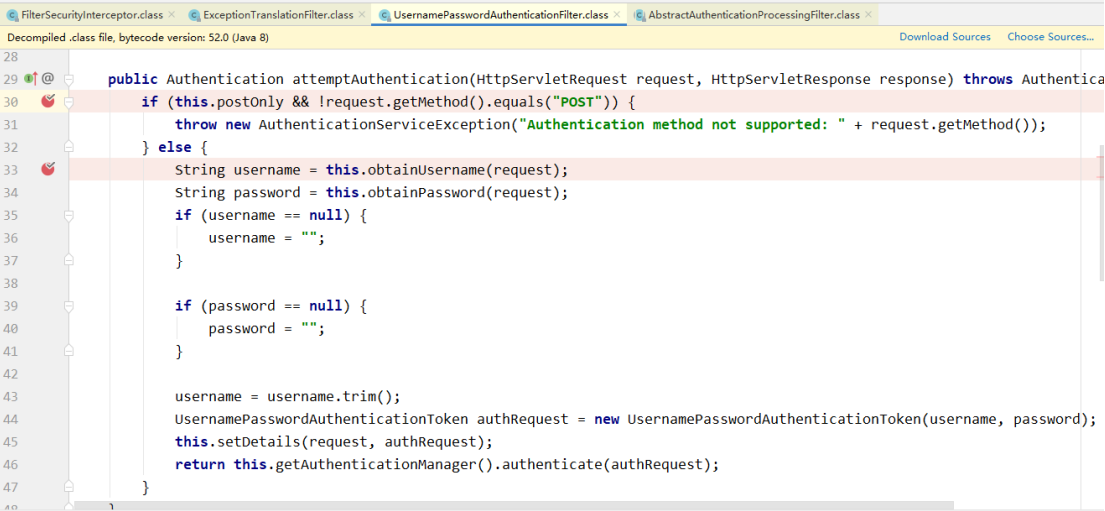 FilterSecurityInterceptor.class × ExceptionTranslationFilter.class × UsernamePasswordAuthenticationFilter.class × AbstractAuthenticationProcessingFilter.class ×
Decompiled .class file, bytecode version: 52.0 (Java 8) Download Sources Choose Sources...
28
29 public Authentication attemptAuthentication(HttpServletRequest request, HttpServletResponse response) throws Authentica
30 if (this.postOnly && !request.getMethod().equals("POST")) {
31 throw new AuthenticationServiceException("Authentication method not supported: " + request.getMethod());
32 } else {
33 String username = this.obtainUsername(request);
34 String password = this.obtainPassword(request);
35 if (username == null) {
36 username = "";
37 }
38
39 if (password == null) {
40 password = "";
41 }
42
43 username = username.trim();
44 UsernamePasswordAuthenticationToken authRequest = new UsernamePasswordAuthenticationToken(username, password);
45 this.setDetails(request, authRequest);
46 return this.getAuthenticationManager().authenticate(authRequest);
47 }
48 }